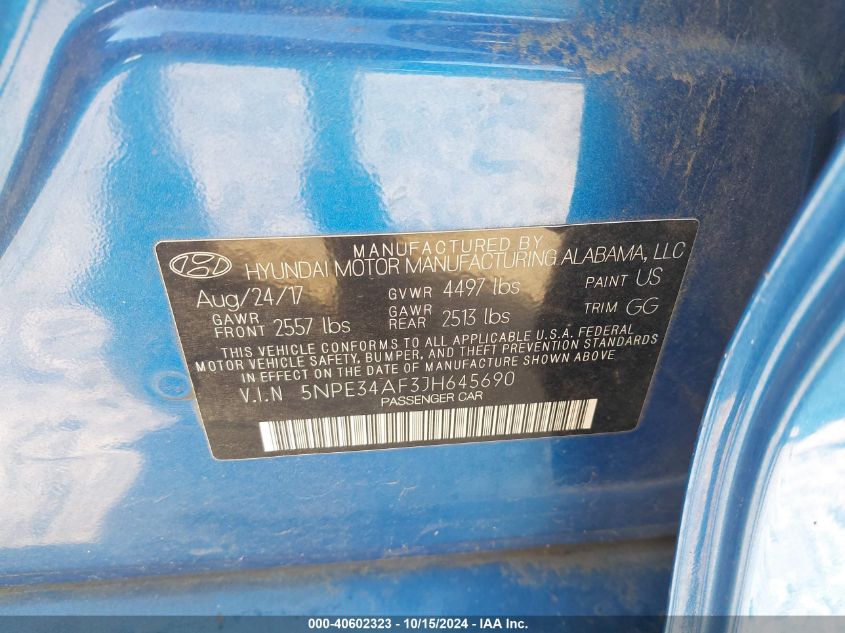 MANUFACTURED BY
HYUNDAI MOTOR MANUFACTURING ALABAMA, LLC
Aug/24/17 GVWR 4497 lbs PAINT US
GAWR FRONT 2557 lbs GAWR REAR 2513 lbs TRIM GG
THIS VEHICLE CONFORMS TO ALL APPLICABLE U.S.A. FEDERAL
MOTOR VEHICLE SAFETY, BUMPER, AND THEFT PREVENTION STANDARDS
IN EFFECT ON THE DATE OF MANUFACTURE SHOWN ABOVE
V.I.N 5NPE34AF3JH645690
PASSENGER CAR
000-40602323 - 10/15/2024 - IAA Inc.